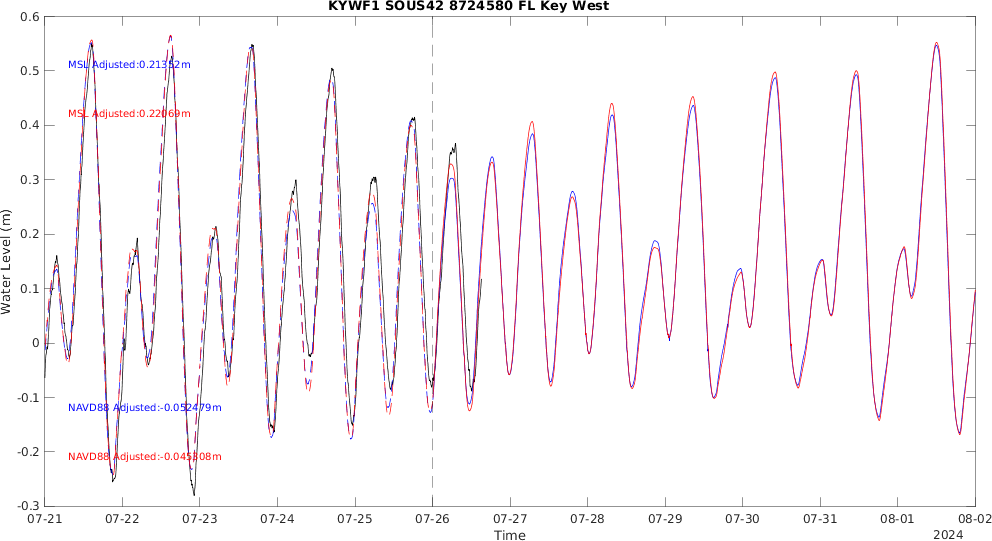 KYWF1 SOUS42 8724580 FL Key West
0.6
0.5
0.4
0.3
0.2
0.1
0
-0.1
-0.2
-0.3
Water Level (m)
MSL Adjusted:0.21352m
MSL Adjusted:0.22069m
NAVD88 Adjusted:-0.052479m
NAVD88 Adjusted:-0.045308m
07-21 07-22 07-23 07-24 07-25 07-26 07-27 07-28 07-29 07-30 07-31 08-01 08-02
Time
2024